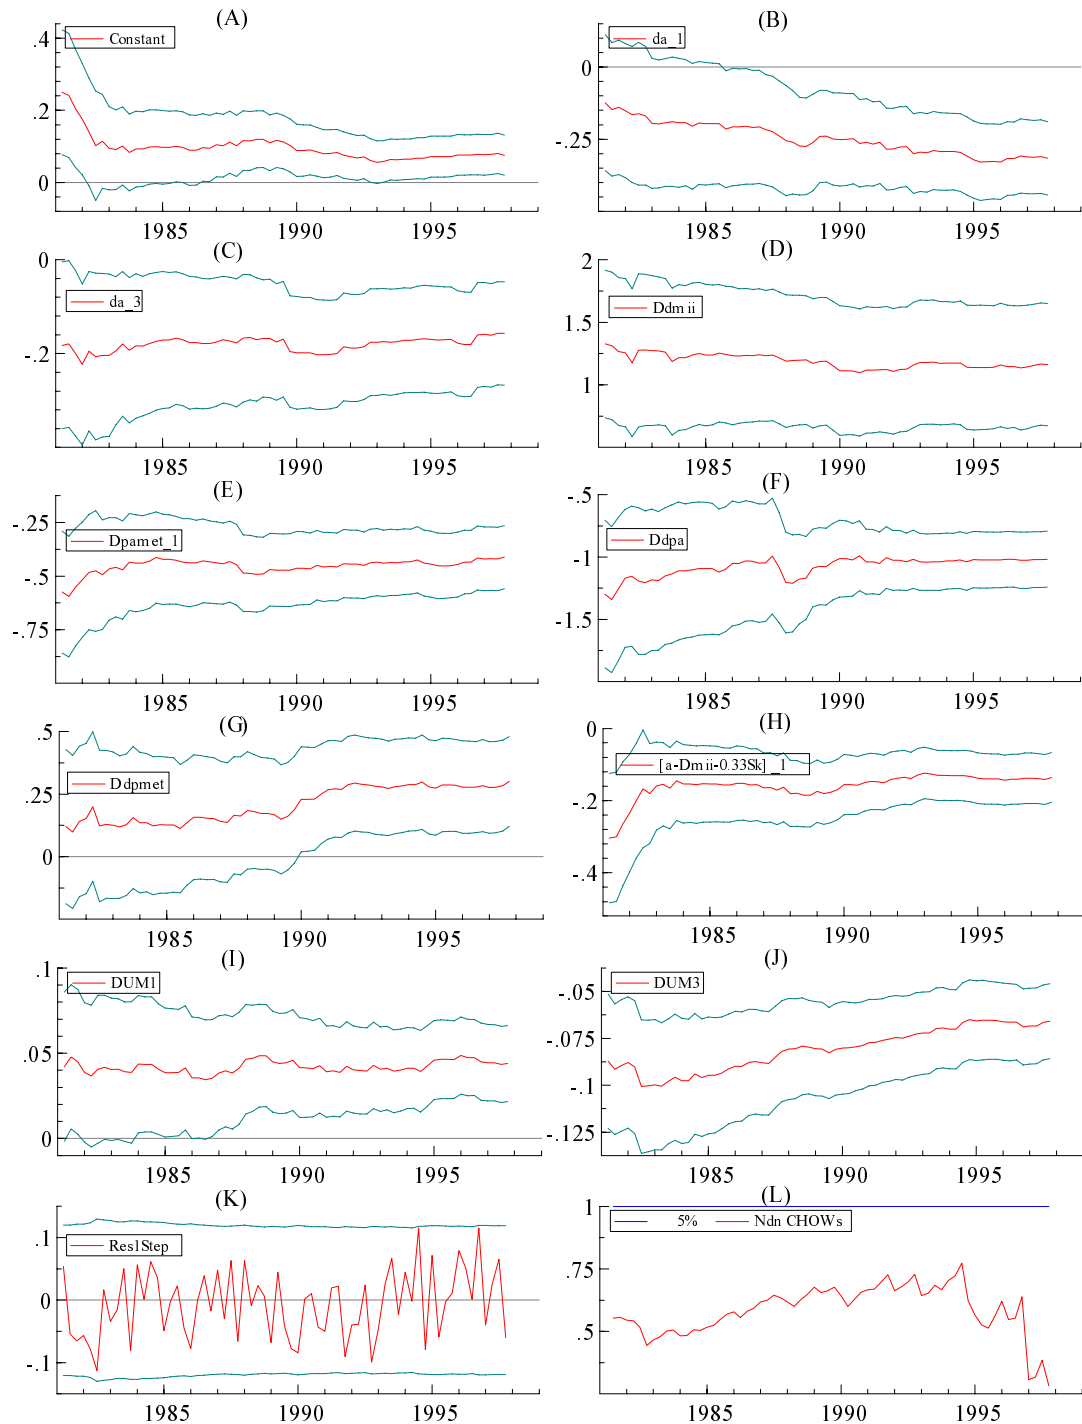 (A)
Constant
.4
.2
0
1985 1990 1995
(B)
da_1
0
-.25
1985 1990 1995
(C)
da_3
0
-.2
1985 1990 1995
(D)
Ddmii
2
1.5
1
1985 1990 1995
(E)
Dpamet_1
-.25
-.5
-.75
1985 1990 1995
(F)
Ddpa
-.5
-1
-1.5
1985 1990 1995
(G)
Ddpmet
.5
.25
0
1985 1990 1995
(H)
[a-Dmii-0.33Sk]_1
0
-.2
-.4
1985 1990 1995
(I)
DUM1
.1
.05
0
1985 1990 1995
(J)
DUM3
-.05
-.075
-.1
-.125
1985 1990 1995
(K)
Res1Step
.1
0
-.1
1985 1990 1995
(L)
5% Ndn CHOWs
1
.75
.5
1985 1990 1995